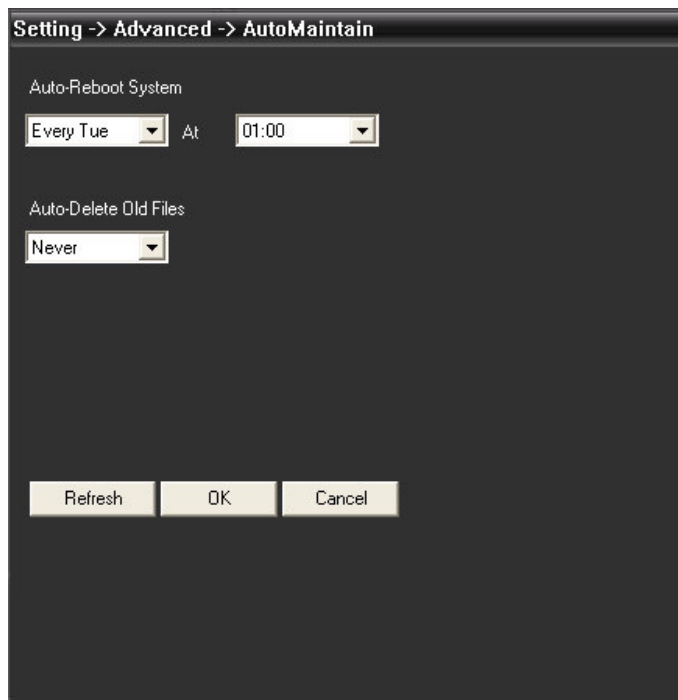 Setting -> Advanced -> AutoMaintain
Auto-Reboot System
Every Tue At 01:00
Auto-Delete Old Files
Never
Refresh OK Cancel